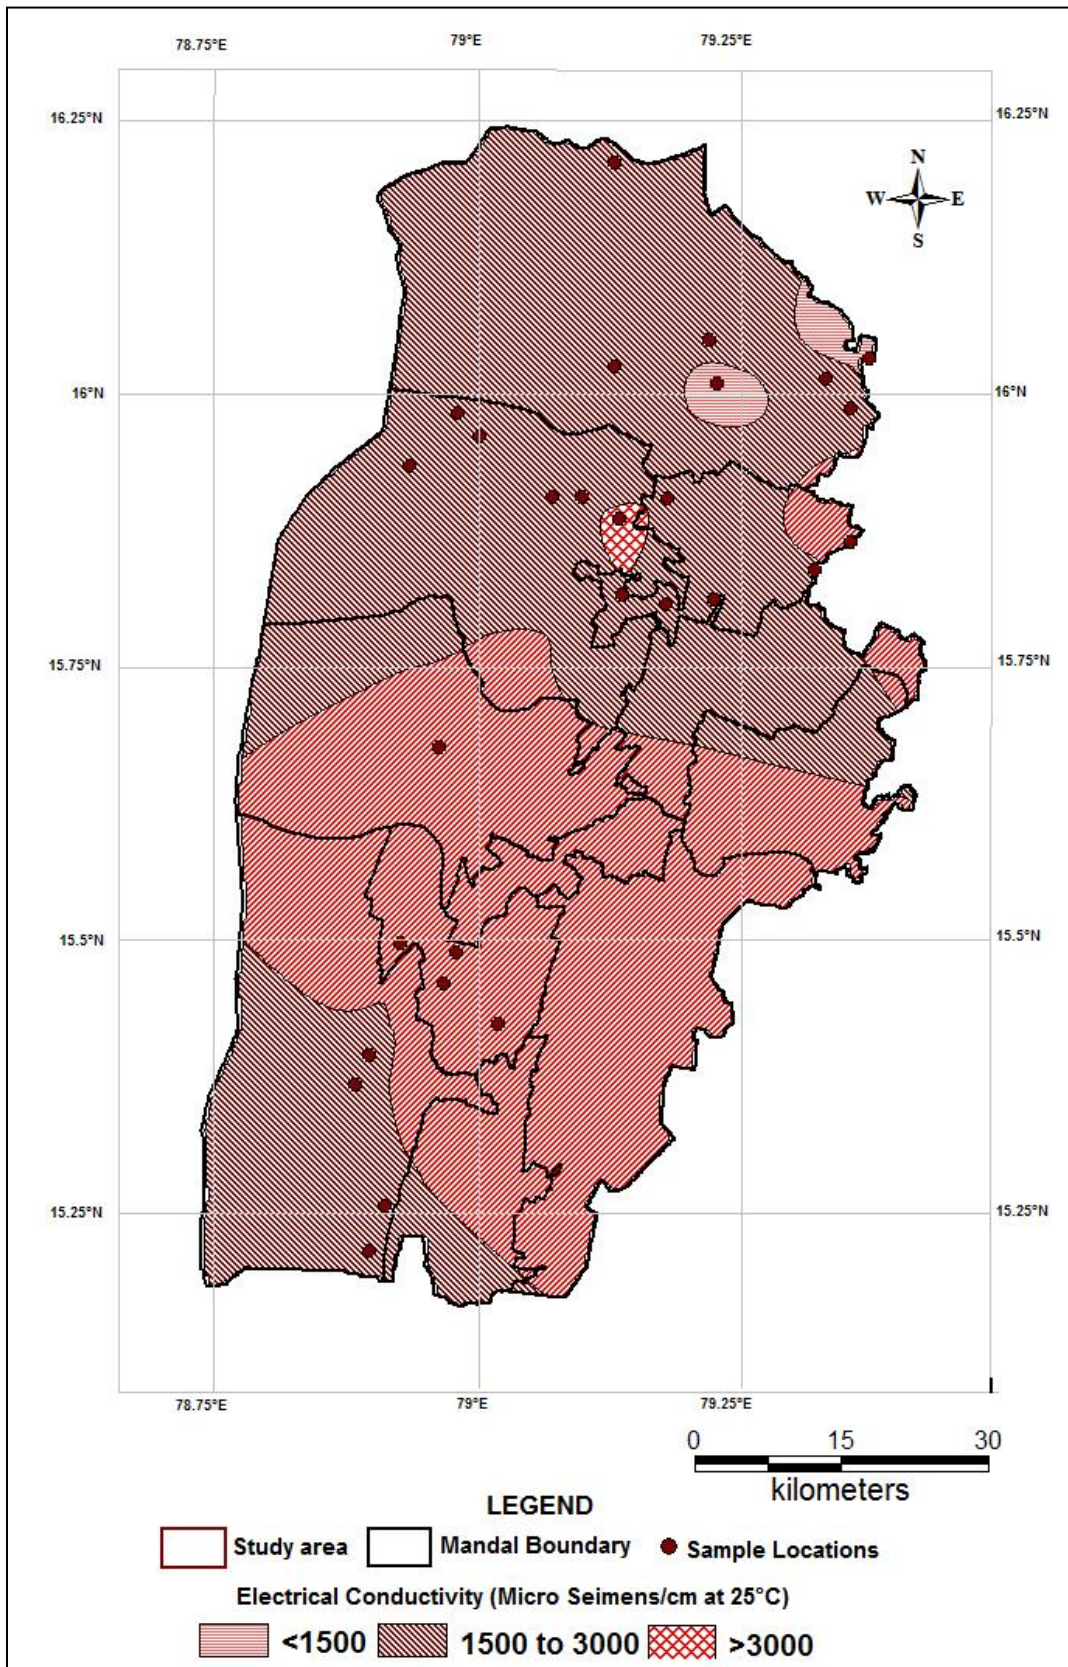 78.75°E 79°E 79.25°E
16.25°N 16.25°N
N
W E
S
16°N 16°N
15.75°N 15.75°N
15.5°N 15.5°N
15.25°N 15.25°N
78.75°E 79°E 79.25°E
0 15 30
kilometers
LEGEND
Study area Mandal Boundary Sample Locations
Electrical Conductivity (Micro Seimens/cm at 25°C)
<1500 1500 to 3000 >3000